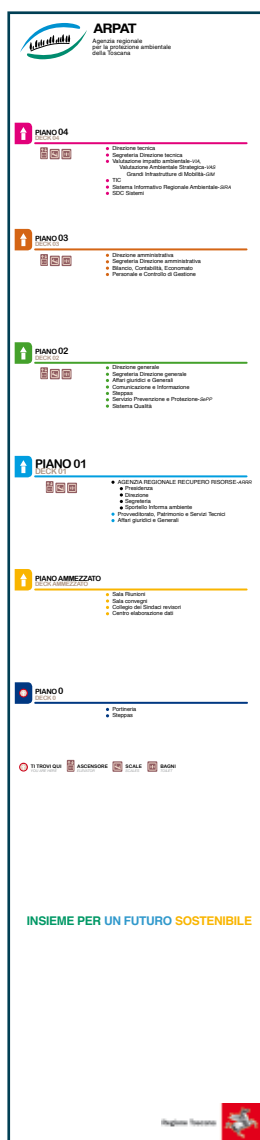 ARPAT
Agenzia regionale
per la protezione ambientale
della Toscana
PIANO 04
DECK 04
Direzione tecnica
Segreteria Direzione tecnica
Valutazione impatto ambientale-VIA,
Valutazione Ambientale Strategica-VAS
Grandi Infrastrutture di Mobilità-GIM
TIC
Sistema Informativo Regionale Ambientale-SIRA
SDC Sistemi
PIANO 03
DECK 03
Direzione amministrativa
Segreteria Direzione amministrativa
Bilancio, Contabilità, Economato
Personale e Controllo di Gestione
PIANO 02
DECK 02
Direzione generale
Segreteria Direzione generale
Affari giuridici e Generali
Comunicazione e Informazione
Steppas
Servizio Prevenzione e Protezione-SePP
Sistema Qualità
PIANO 01
DECK 01
AGENZIA REGIONALE RECUPERO RISORSE-ARRR
Presidenza
Direzione
Segreteria
Sportello Informa ambiente
Provveditorato, Patrimonio e Servizi Tecnici
Affari giuridici e Generali
PIANO AMMEZZATO
DECK AMMEZZATO
Sala Riunioni
Sala convegni
Collegio dei Sindaci revisori
Centro elaborazione dati
PIANO 0
DECK 0
Portineria
Steppas
TI TROVI QUI ASCENSORE SCALE BAGNI
INSIEME PER UN FUTURO SOSTENIBILE
Regione Toscana